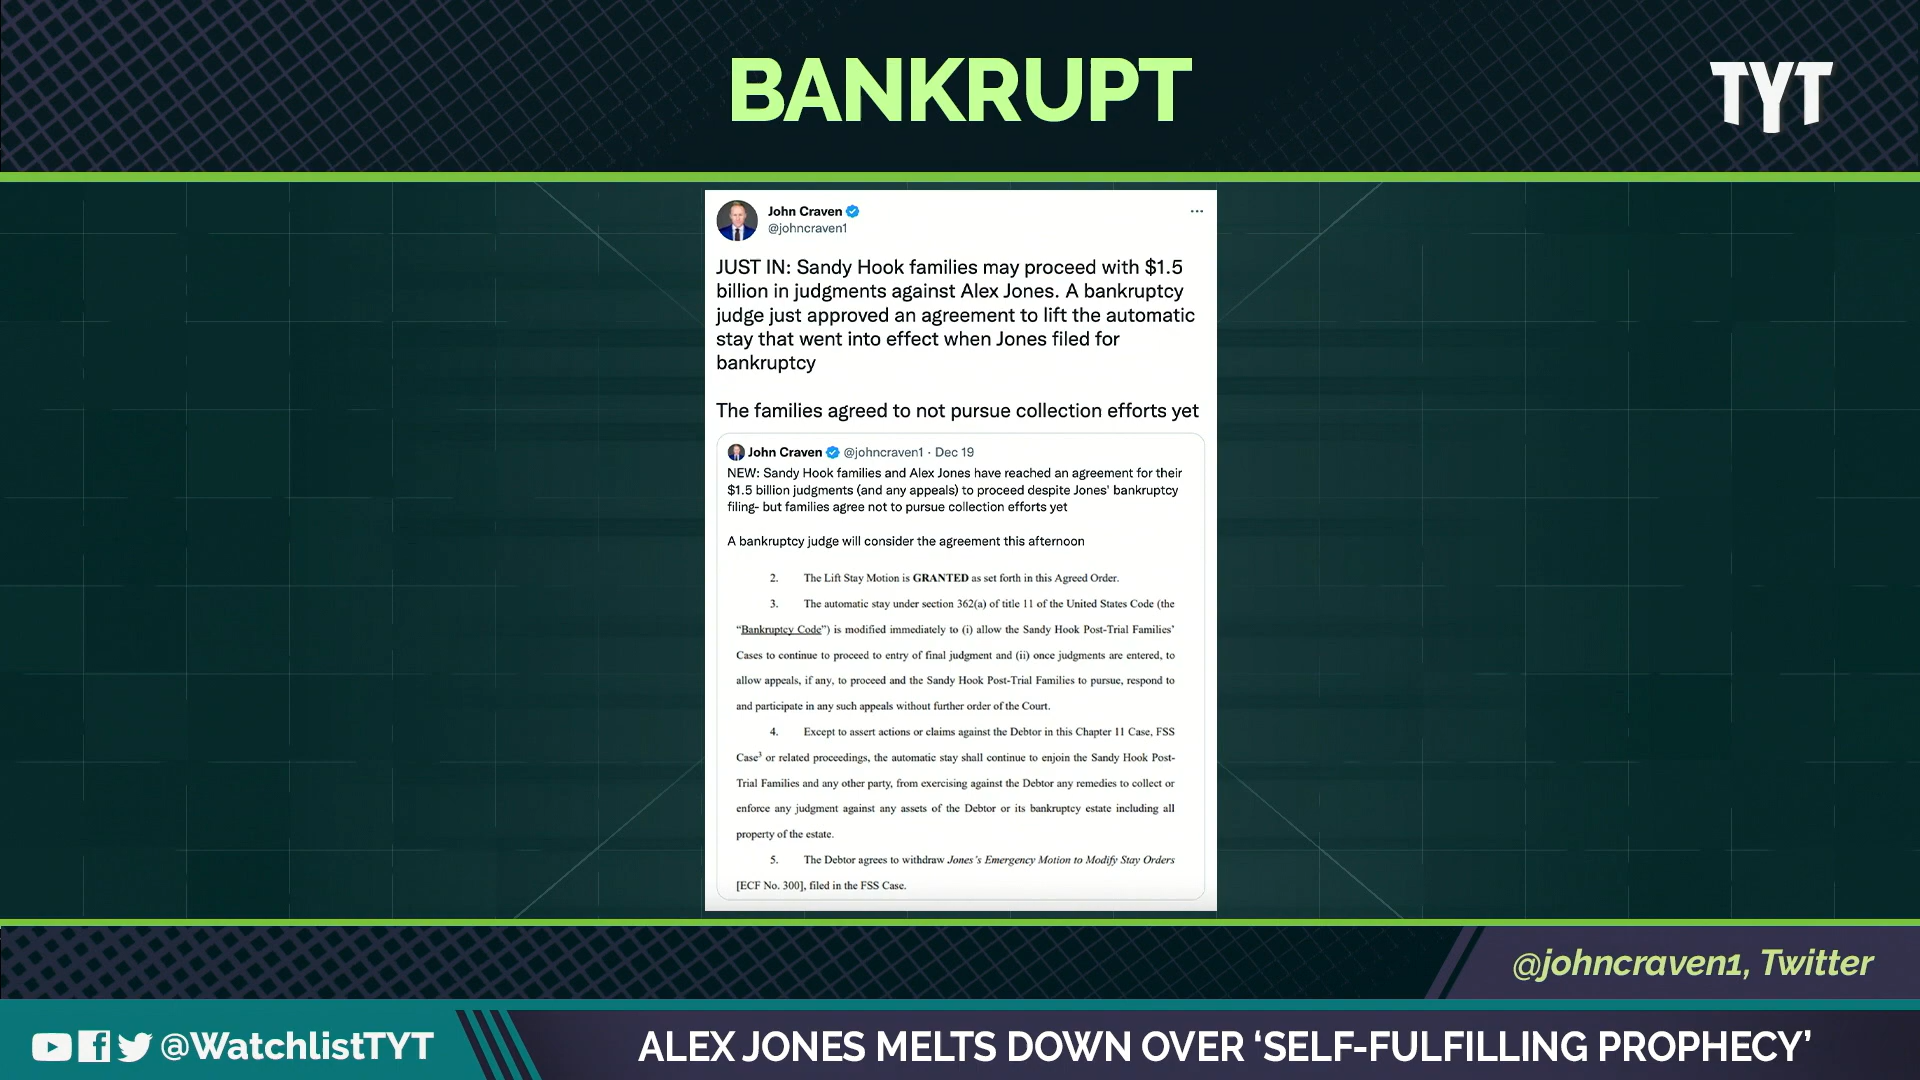 BANKRUPT
TYT
John Craven
@johncraven1
JUST IN: Sandy Hook families may proceed with $1.5
billion in judgments against Alex Jones. A bankruptcy
judge just approved an agreement to lift the automatic
stay that went into effect when Jones filed for
bankruptcy
The families agreed to not pursue collection efforts yet
John Craven @johncraven1 · Dec 19
NEW: Sandy Hook families and Alex Jones have reached an agreement for their
$1.5 billion judgments (and any appeals) to proceed despite Jones' bankruptcy
filing- but families agree not to pursue collection efforts yet
A bankruptcy judge will consider the agreement this afternoon
2. The Lift Stay Motion is GRANTED as set forth in this Agreed Order.
3. The automatic stay under section 362(a) of title 11 of the United States Code (the
“Bankruptcy Code”) is modified immediately to (i) allow the Sandy Hook Post-Trial Families’
Cases to continue to proceed to entry of final judgment and (ii) once judgments are entered, to
allow appeals, if any, to proceed and the Sandy Hook Post-Trial Families to pursue, respond to
and participate in any such appeals without further order of the Court.
4. Except to assert actions or claims against the Debtor in this Chapter 11 Case, FSS
Case³ or related proceedings, the automatic stay shall continue to enjoin the Sandy Hook Post-
Trial Families and any other party, from exercising against the Debtor any remedies to collect or
enforce any judgment against any assets of the Debtor or its bankruptcy estate including all
property of the estate.
5. The Debtor agrees to withdraw Jones’s Emergency Motion to Modify Stay Orders
[ECF No. 300], filed in the FSS Case.
@johncraven1, Twitter
@WatchlistTYT
ALEX JONES MELTS DOWN OVER ‘SELF-FULFILLING PROPHECY’